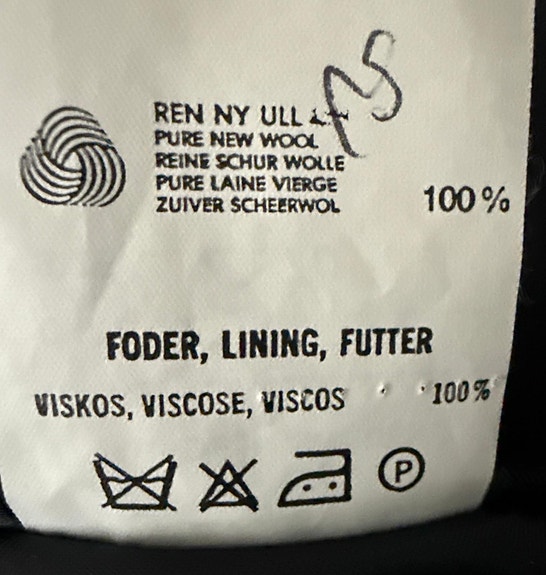 REN NY ULL
PURE NEW WOOL
REINE SCHUR WOLLE
PURE LAINE VIERGE
ZUIVER SCHEERWOL
100%
FODER, LINING, FUTTER
VISKOS, VISCOSE, VISCOS 100%
P